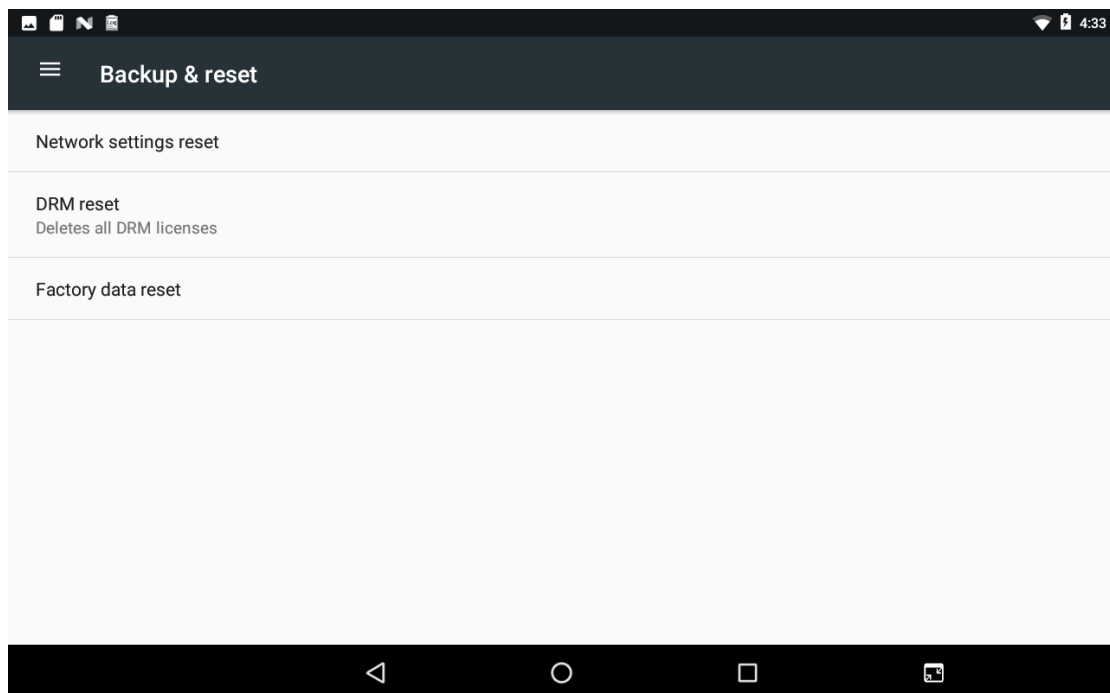 4:33
Backup & reset
Network settings reset
DRM reset
Deletes all DRM licenses
Factory data reset